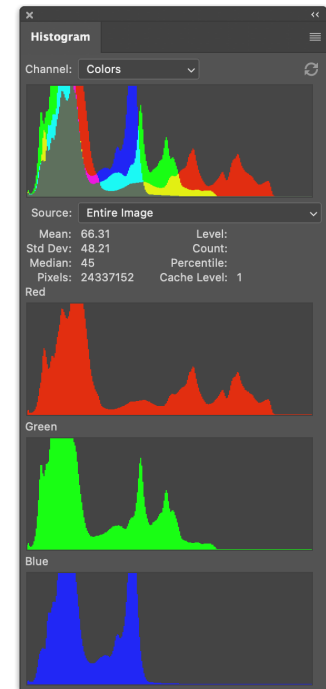 Histogram
Channel: Colors
Source: Entire Image
Mean: 66.31 Level:
Std Dev: 48.21 Count:
Median: 45 Percentile:
Pixels: 24337152 Cache Level: 1
Red
Green
Blue